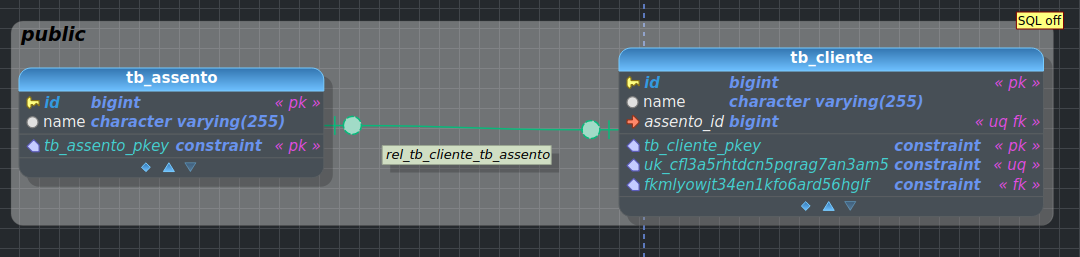 SQL off
public
tb_assento
id bigint « pk »
name character varying(255)
tb_assento_pkey constraint « pk »
rel_tb_cliente_tb_assento
tb_cliente
id bigint « pk »
name character varying(255)
assento_id bigint « uq fk »
tb_cliente_pkey constraint « pk »
uk_cfl3a5rhtdcn5pqrag7an3am5 constraint « uq »
fkmlyowjt34en1kfo6ard56hglf constraint « fk »